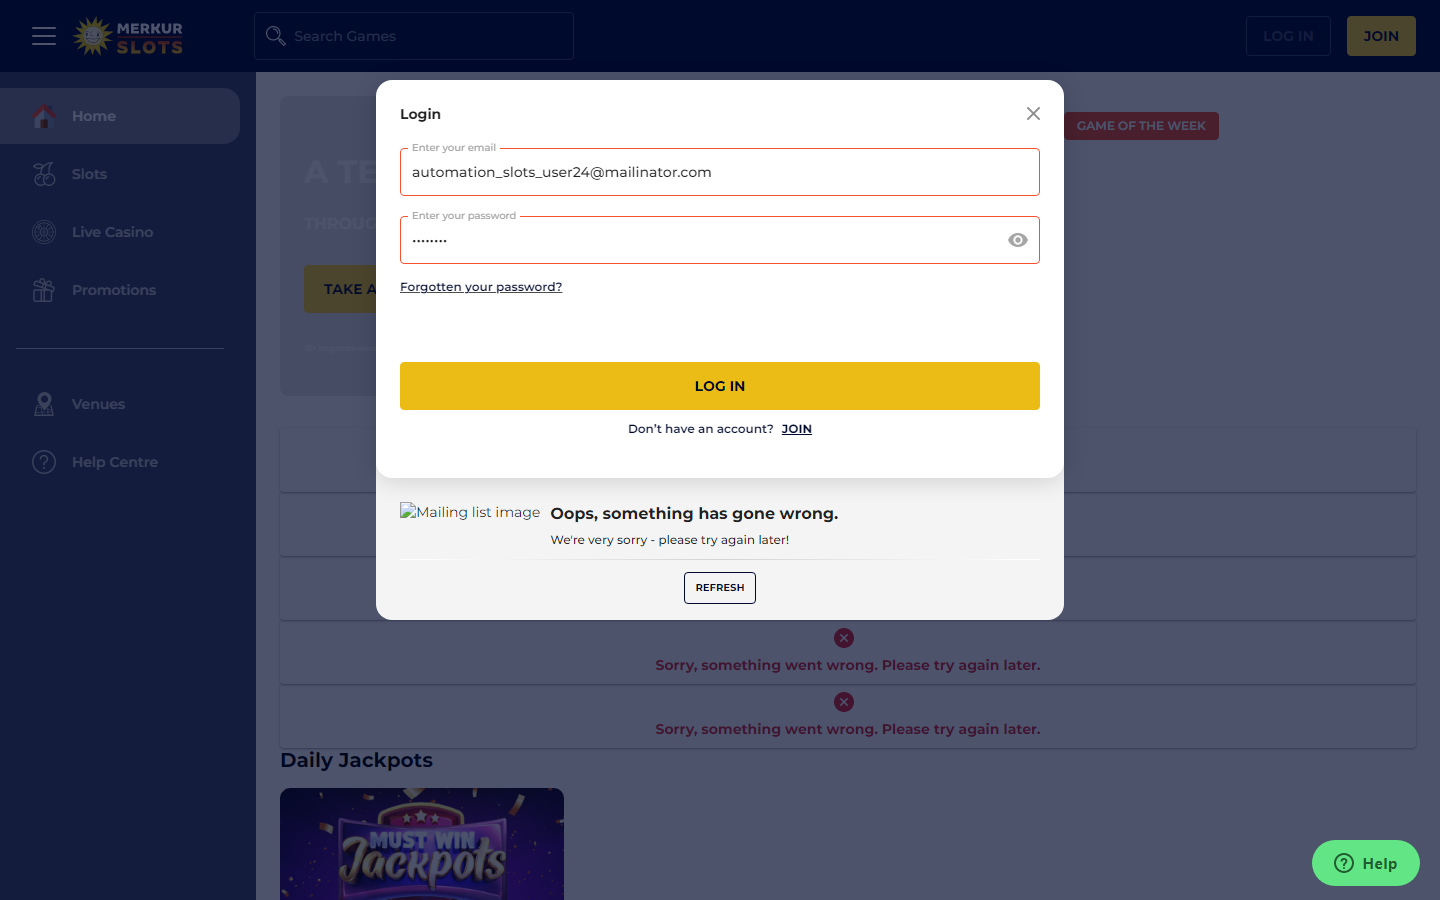 MERKUR
SLOTS
Search Games
LOG IN
JOIN
Home
Slots
Live Casino
Promotions
Venues
Help Centre
A TE
THROUG
TAKE A
GAME OF THE WEEK
Login
Enter your email
automation_slots_user24@mailinator.com
Enter your password
••••••••
Forgotten your password?
LOG IN
Don't have an account? JOIN
Mailing list image
Oops, something has gone wrong.
We're very sorry - please try again later!
REFRESH
Sorry, something went wrong. Please try again later.
Sorry, something went wrong. Please try again later.
Daily Jackpots
MUST WIN
Jackpots
Help